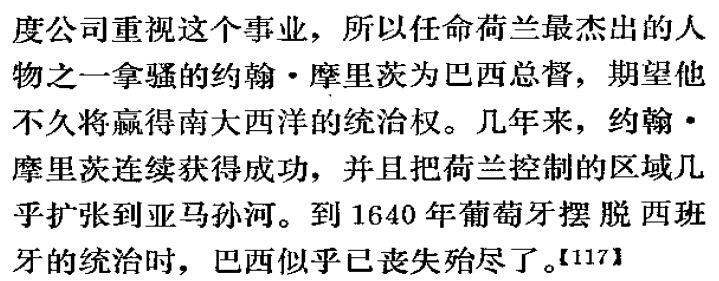 度公司重视这个事业，所以任命荷兰最杰出的人
物之一拿骚的约翰·摩里茨为巴西总督，期望他
不久将赢得南大西洋的统治权。几年来，约翰·
摩里茨连续获得成功，并且把荷兰控制的区域几
乎扩张到亚马孙河。到1640年葡萄牙摆脱西班
牙的统治时，巴西似乎已丧失殆尽了。【117】